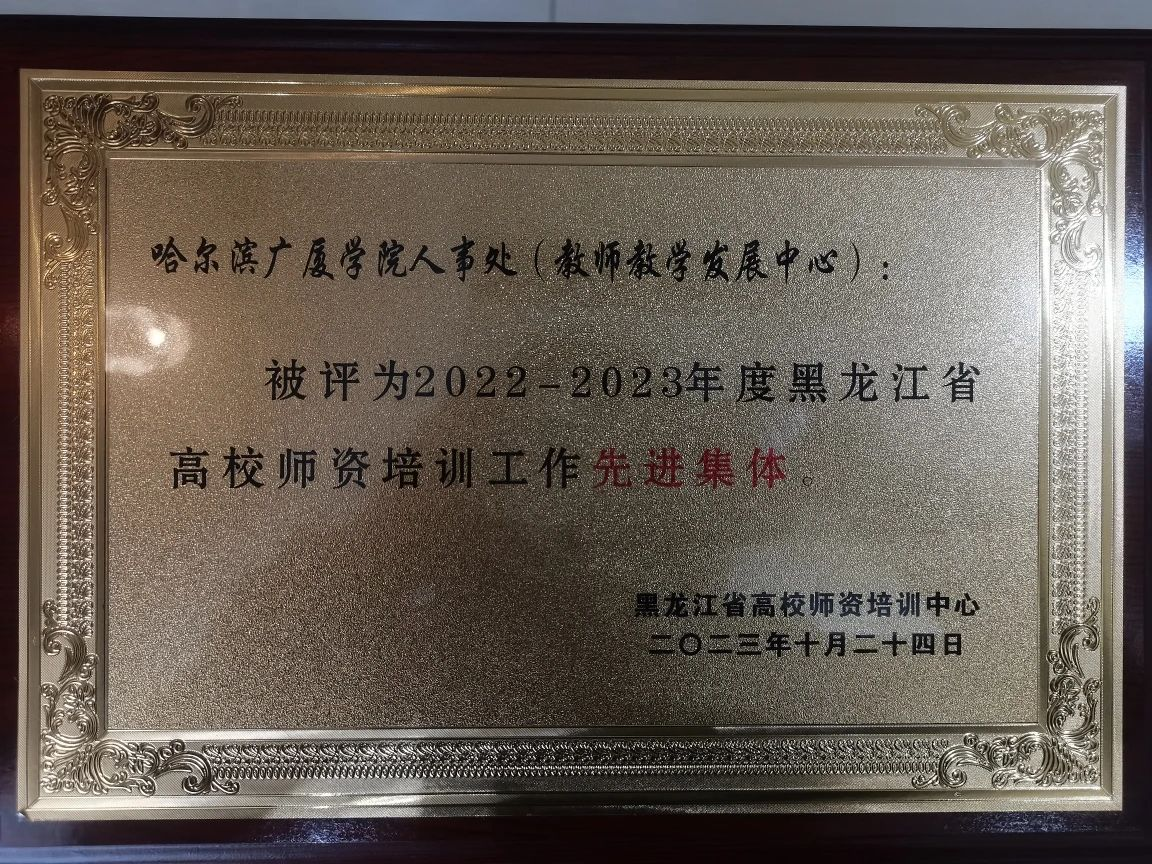 哈尔滨广厦学院人事处（教师教学发展中心）：
被评为2022-2023年度黑龙江省
高校师资培训工作先进集体。
黑龙江省高校师资培训中心
二〇二三年十月二十四日